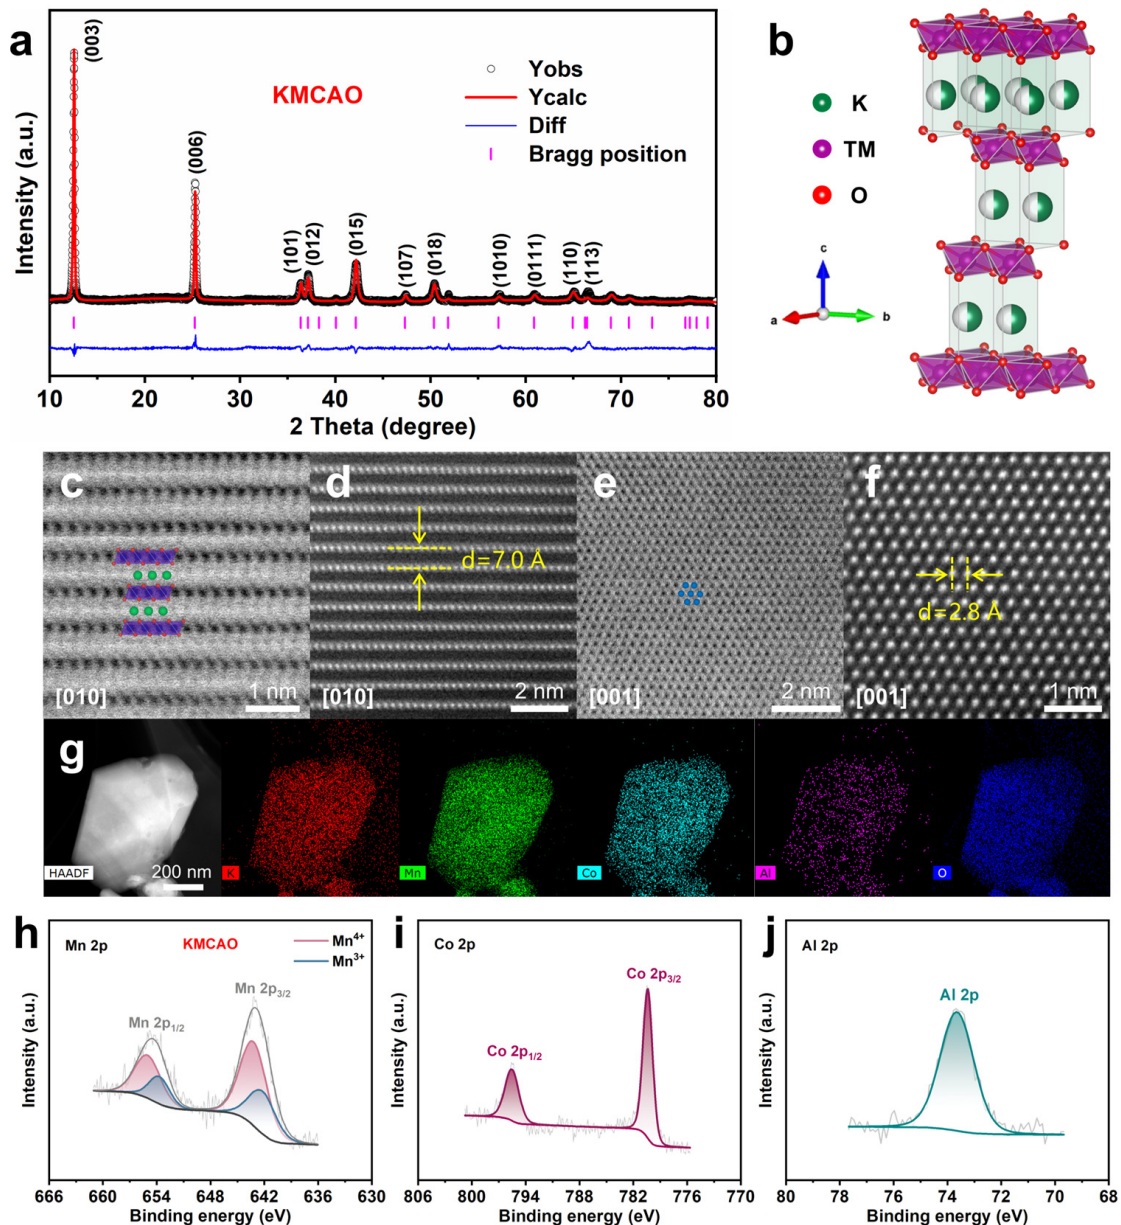 a
Intensity (a.u.)
(003)
(006)
(101)
(012)
(015)
(107)
(018)
(1010)
(0111)
(110)
(113)
KMCAO
Yobs
Ycalc
Diff
Bragg position
10 20 30 40 50 60 70 80
2 Theta (degree)
b
K
TM
O
c
a
b
c
[010]
1 nm
d
d=7.0 Å
[010]
2 nm
e
[001]
2 nm
f
d=2.8 Å
[001]
1 nm
g
HAADF
200 nm
K
Mn
Co
Al
O
h
Mn 2p
KMCAO
Mn⁴⁺
Mn³⁺
Mn 2p₃/₂
Mn 2p₁/₂
Intensity (a.u.)
666 660 654 648 642 636 630
Binding energy (eV)
i
Co 2p
Co 2p₃/₂
Co 2p₁/₂
Intensity (a.u.)
806 800 794 788 782 776 770
Binding energy (eV)
j
Al 2p
Al 2p
Intensity (a.u.)
80 78 76 74 72 70 68
Binding energy (eV)